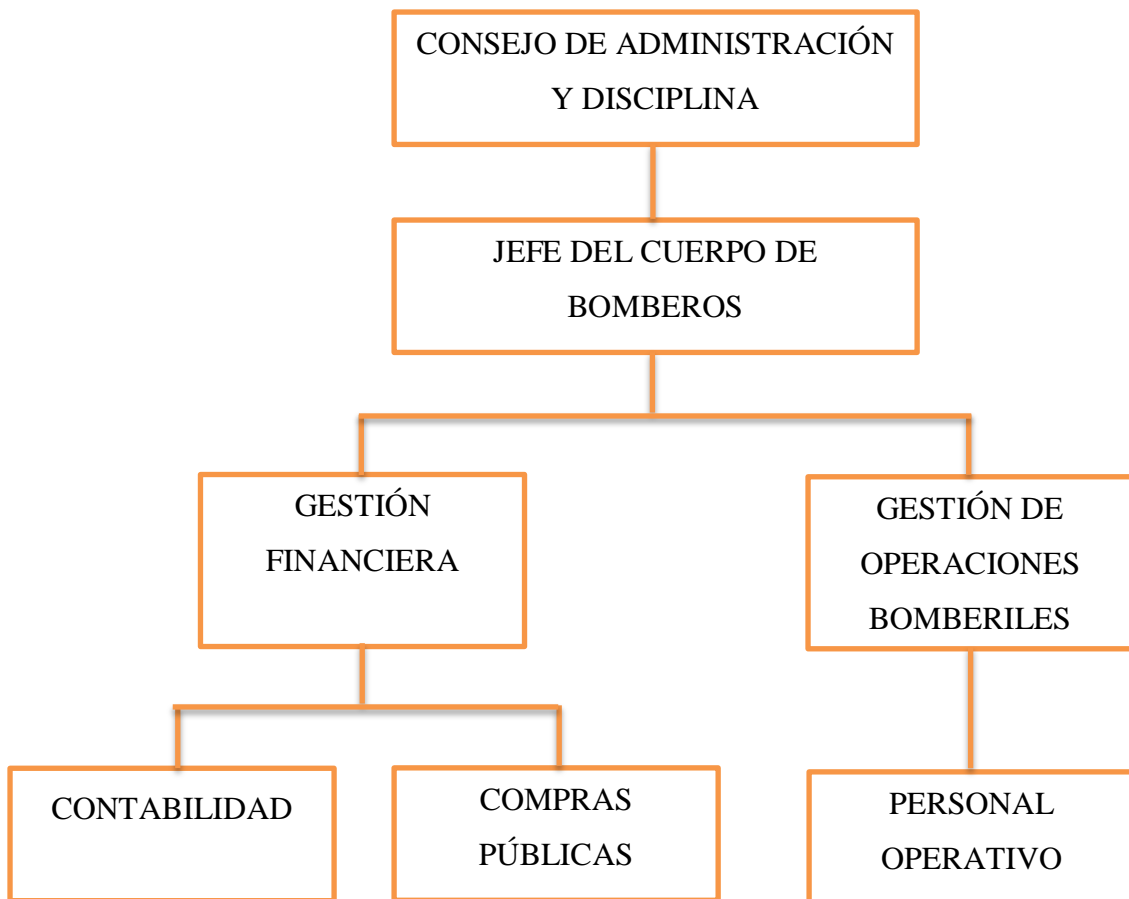 CONSEJO DE ADMINISTRACIÓN
Y DISCIPLINA
JEFE DEL CUERPO DE
BOMBEROS
GESTIÓN
FINANCIERA
GESTIÓN DE
OPERACIONES
BOMBERILES
CONTABILIDAD
COMPRAS
PÚBLICAS
PERSONAL
OPERATIVO